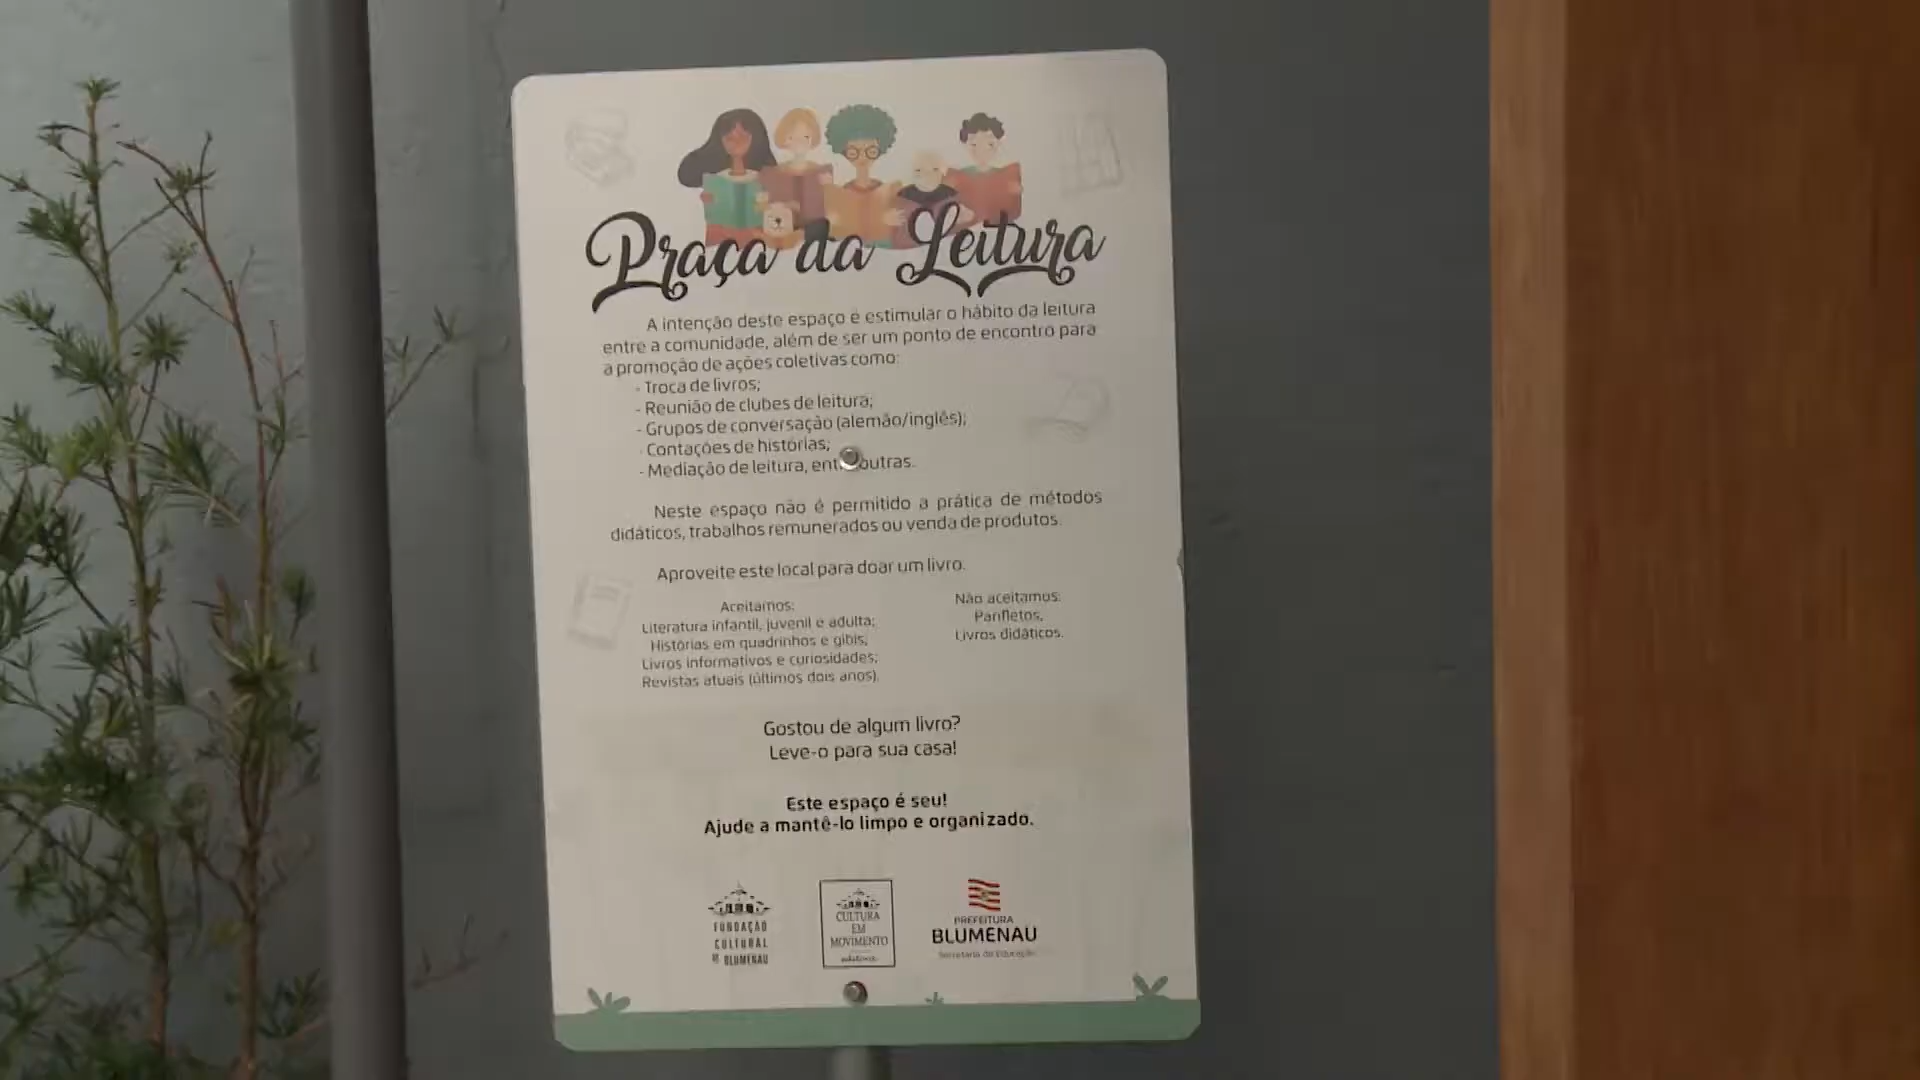 Praça da Leitura
A intenção deste espaço é estimular o hábito da leitura
entre a comunidade, além de ser um ponto de encontro para
a promoção de ações coletivas como:
- Troca de livros;
- Reunião de clubes de leitura;
- Grupos de conversação (alemão/inglês);
- Contações de histórias;
- Mediação de leitura, entre outras.
Neste espaço não é permitido a prática de métodos
didáticos, trabalhos remunerados ou venda de produtos.
Aproveite este local para doar um livro.
Aceitamos:
Literatura infantil, juvenil e adulta;
Histórias em quadrinhos e gibis;
Livros informativos e curiosidades;
Revistas atuais (últimos dois anos).
Não aceitamos:
Panfletos,
Livros didáticos.
Gostou de algum livro?
Leve-o para sua casa!
Este espaço é seu!
Ajude a mantê-lo limpo e organizado.
FUNDAÇÃO
CULTURAL
DE BLUMENAU
CULTURA
EM
MOVIMENTO
PREFEITURA
BLUMENAU
Secretaria de Educação